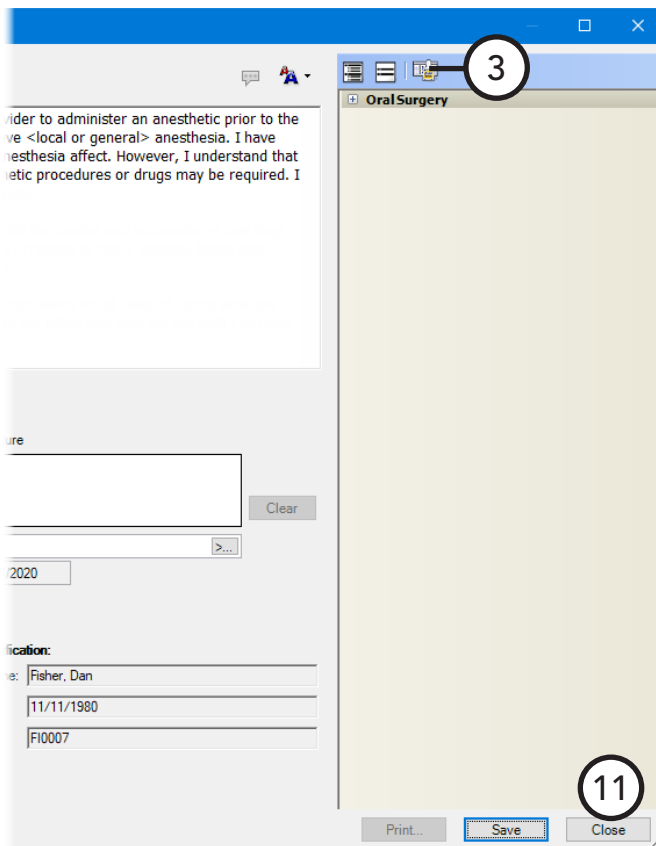 3
Oral Surgery
vider to administer an anesthetic prior to the
ve <local or general> anesthesia. I have
nesthesia affect. However, I understand that
etic procedures or drugs may be required. I
ure
Clear
>...
/2020
fication:
e: Fisher, Dan
11/11/1980
FI0007
11
Print... Save Close